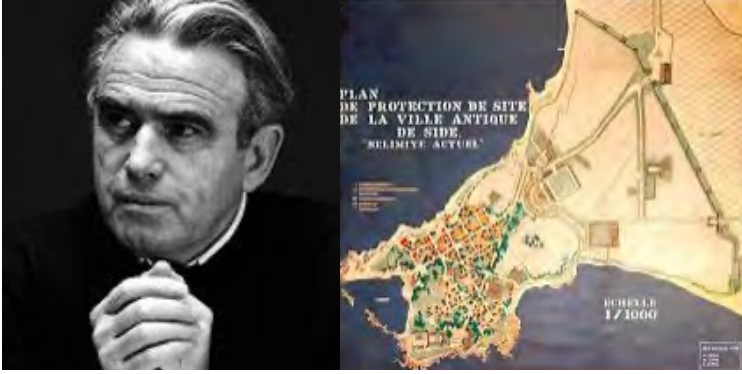 PLAN
DE PROTECTION DE SITE
DE LA VILLE ANTIQUE
DE SIDE.
"SELIMIYE ACTUEL"
ECHELLE
1/1000